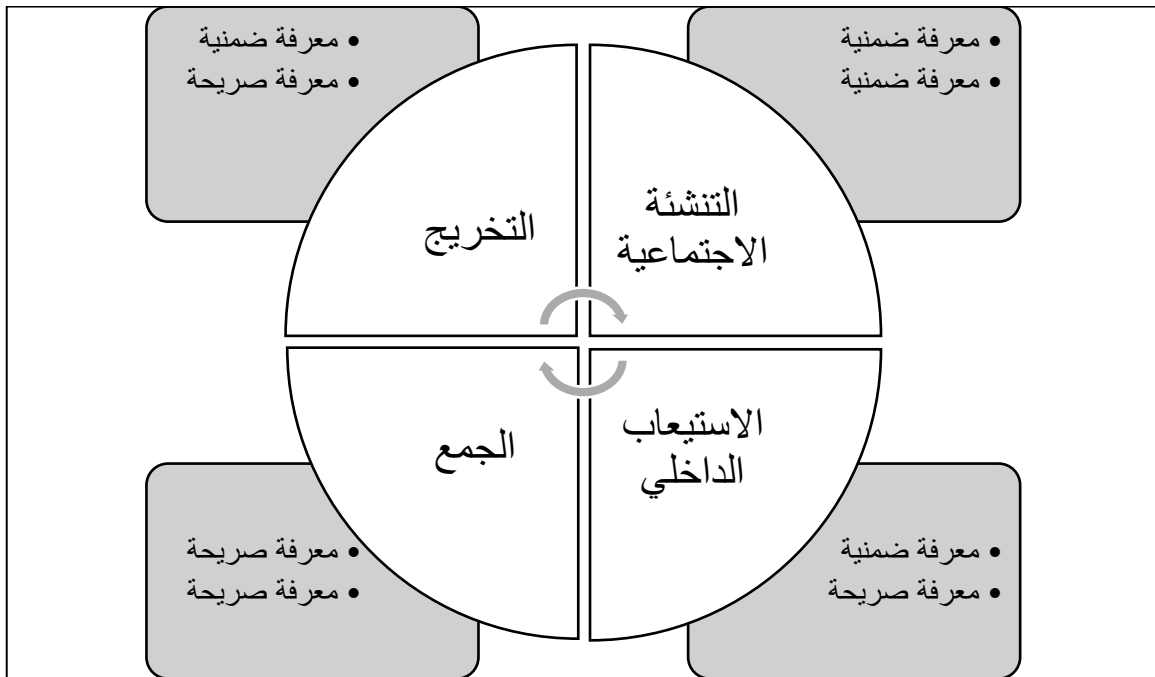 معرفة ضمنية
معرفة ضمنية
معرفة ضمنية
معرفة صريحة
التنشئة
الاجتماعية
التخريج
الاستيعاب
الداخلي
الجمع
معرفة ضمنية
معرفة صريحة
معرفة صريحة
معرفة صريحة